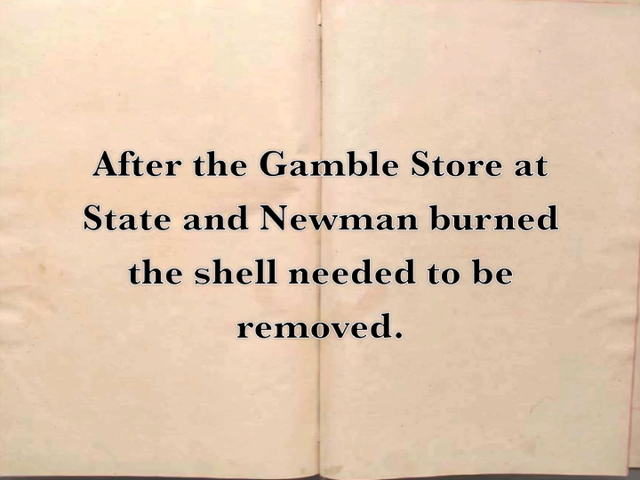 After the Gamble Store at
State and Newman burned
the shell needed to be
removed.